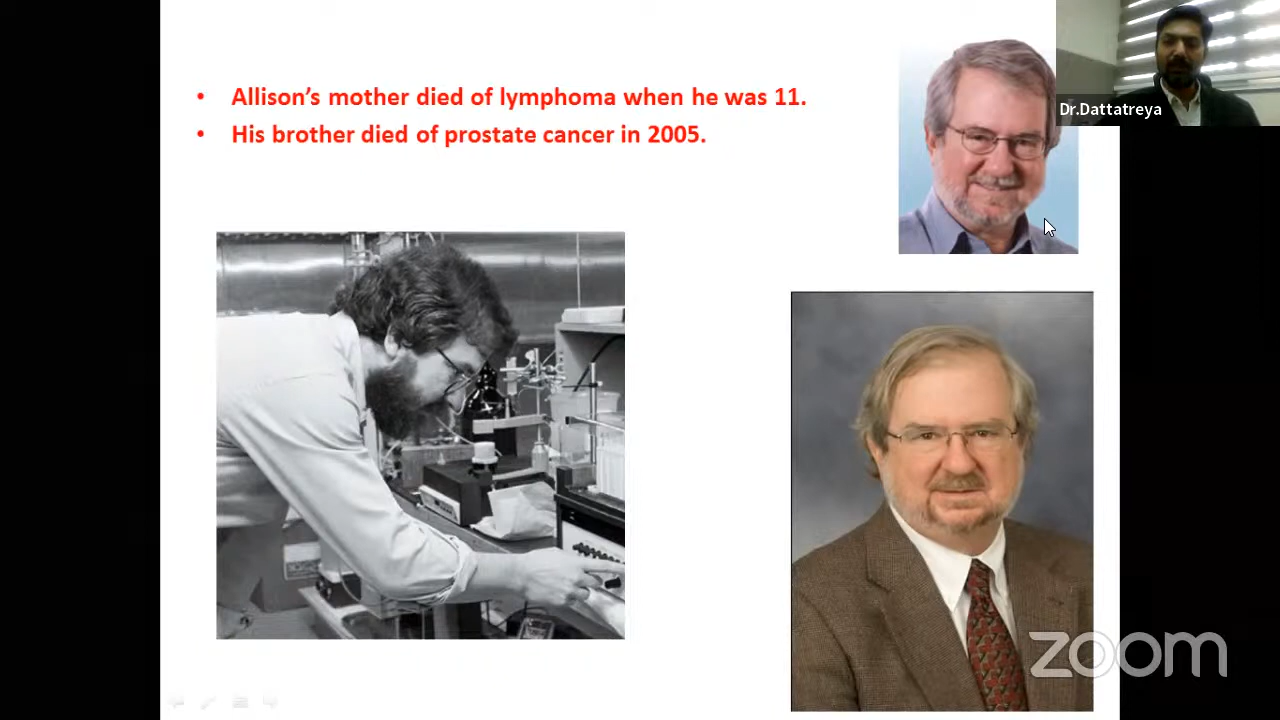 • Allison's mother died of lymphoma when he was 11.
• His brother died of prostate cancer in 2005.
Dr.Dattatreya
zoom